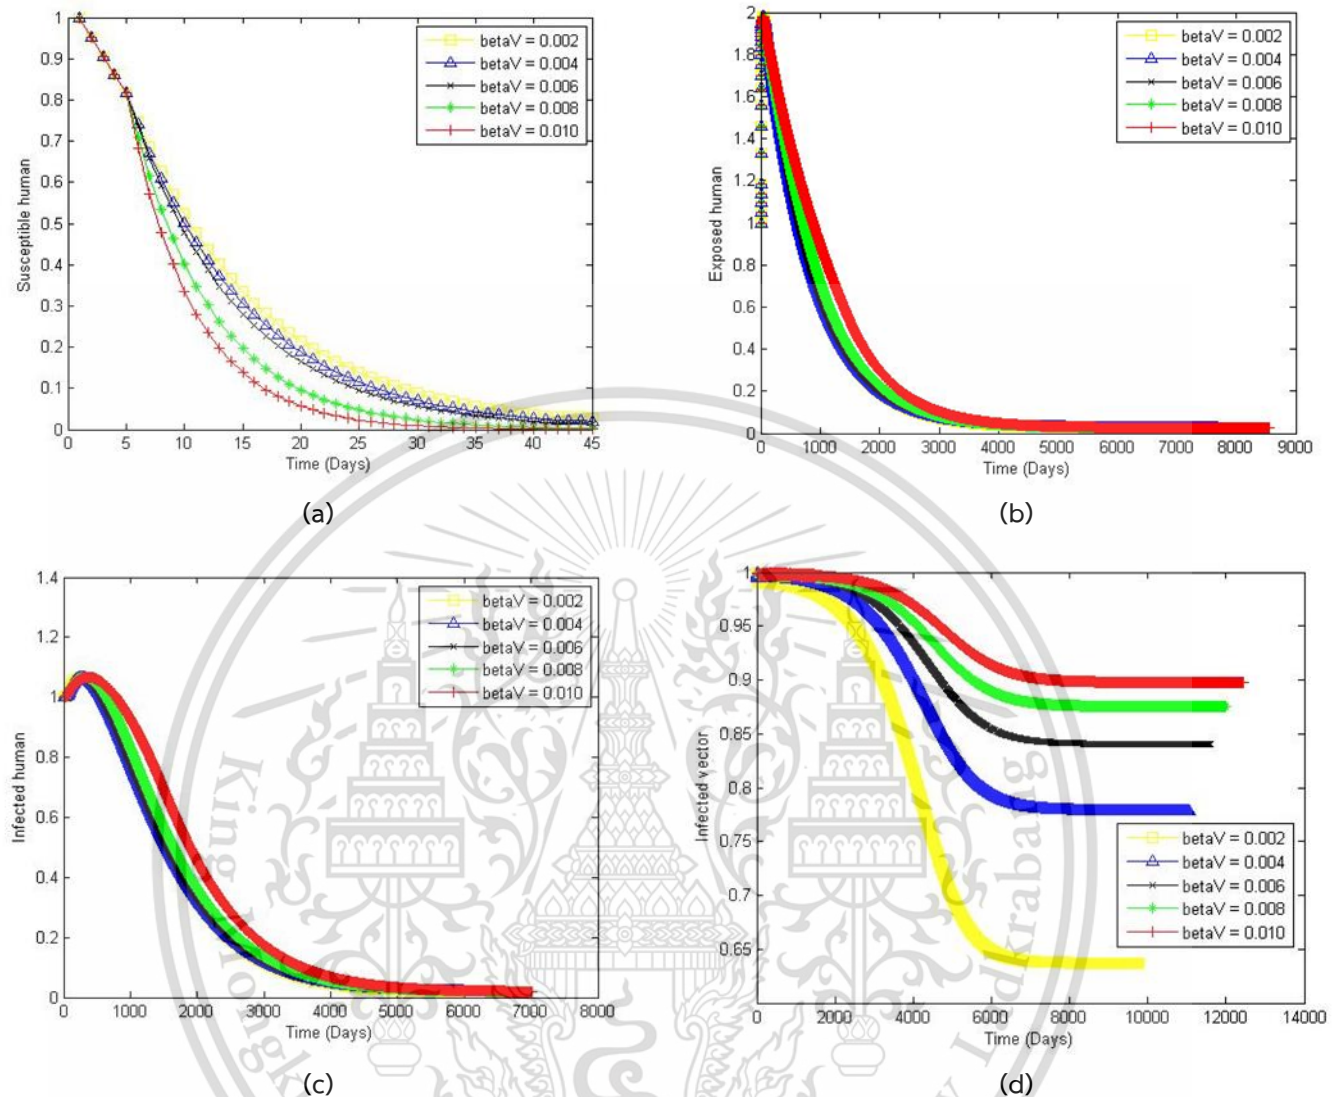 1
0.9
0.8
0.7
0.6
0.5
0.4
0.3
0.2
0.1
0
Susceptible human
0 5 10 15 20 25 30 35 40 45
Time (Days)
betaV = 0.002
betaV = 0.004
betaV = 0.006
betaV = 0.008
betaV = 0.010
(a)
2
1.8
1.6
1.4
1.2
1
0.8
0.6
0.4
0.2
0
Exposed human
0 1000 2000 3000 4000 5000 6000 7000 8000 9000
Time (Days)
betaV = 0.002
betaV = 0.004
betaV = 0.006
betaV = 0.008
betaV = 0.010
(b)
1.4
1.2
1
0.8
0.6
0.4
0.2
0
Infected human
0 1000 2000 3000 4000 5000 6000 7000 8000
Time (Days)
betaV = 0.002
betaV = 0.004
betaV = 0.006
betaV = 0.008
betaV = 0.010
(c)
1
0.95
0.9
0.85
0.8
0.75
0.7
0.65
Infected vector
0 2000 4000 6000 8000 10000 12000 14000
Time (Days)
betaV = 0.002
betaV = 0.004
betaV = 0.006
betaV = 0.008
betaV = 0.010
(d)
King
Ladkrabang